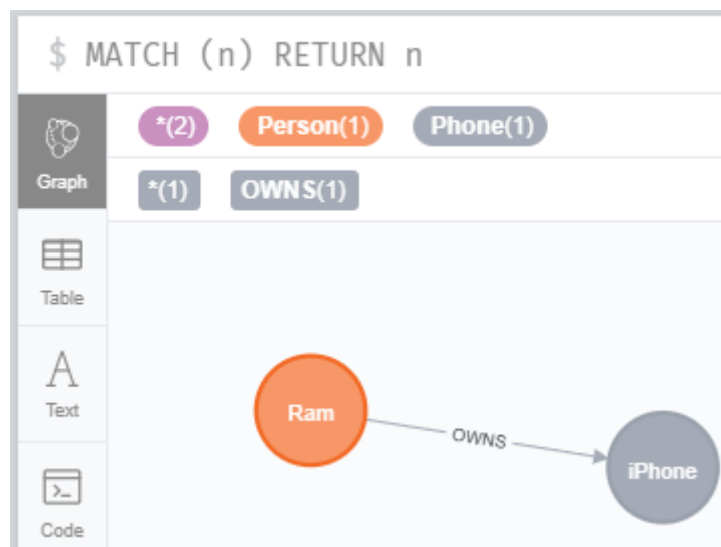 $ MATCH (n) RETURN n
*(2) Person(1) Phone(1)
Graph
*(1) OWNS(1)
Table
Text
Code
Ram
OWNS
iPhone